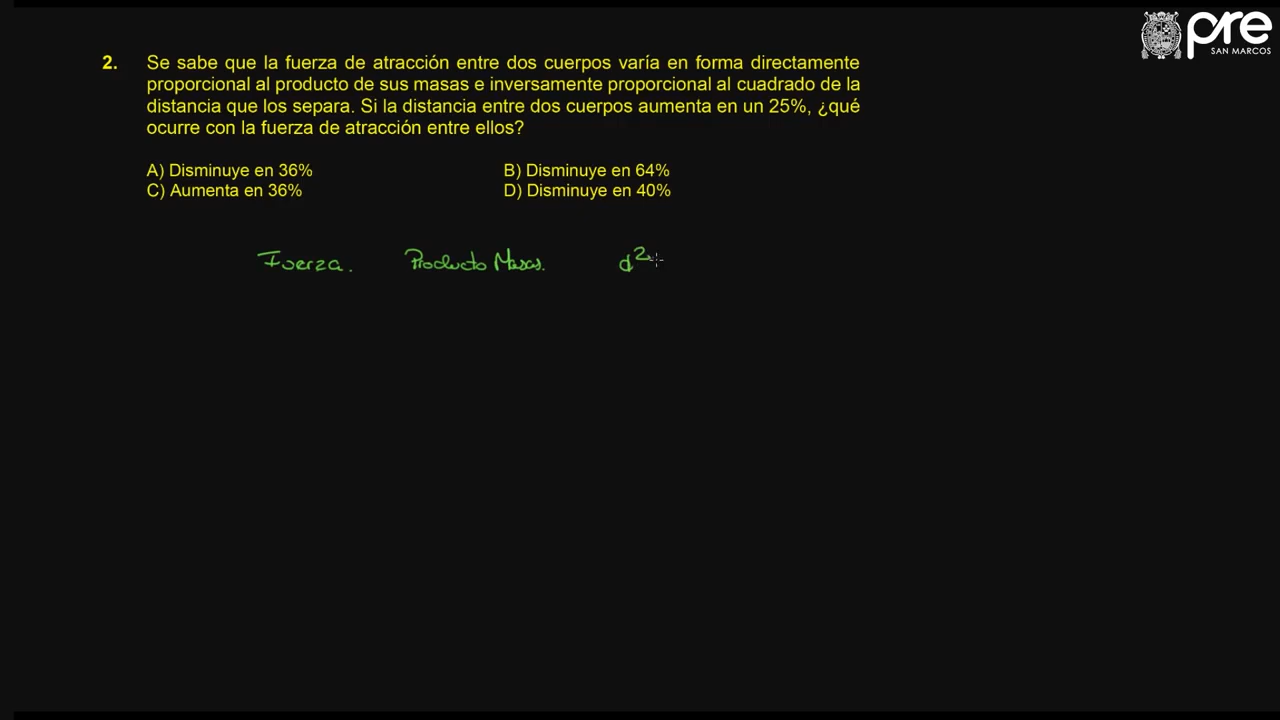 pre
SAN MARCOS
2. Se sabe que la fuerza de atracción entre dos cuerpos varía en forma directamente
proporcional al producto de sus masas e inversamente proporcional al cuadrado de la
distancia que los separa. Si la distancia entre dos cuerpos aumenta en un 25%, ¿qué
ocurre con la fuerza de atracción entre ellos?
A) Disminuye en 36% B) Disminuye en 64%
C) Aumenta en 36% D) Disminuye en 40%
Fuerza. Producto Masas. d²